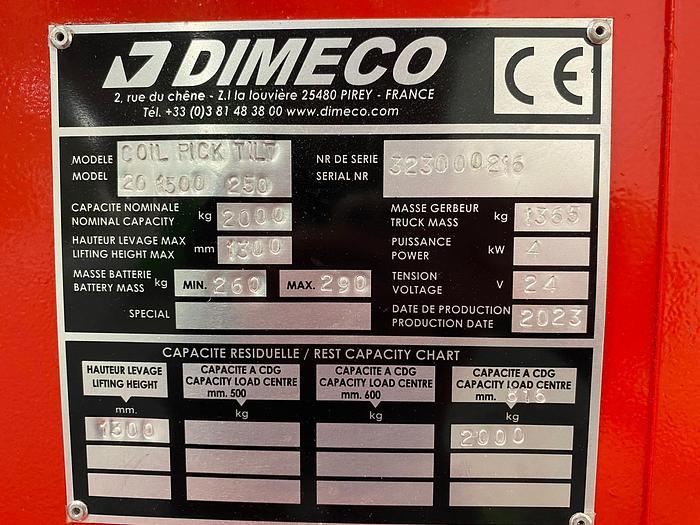 DIMECO
CE
2, rue du chêne - Z.I la louvière 25480 PIREY - FRANCE
Tél. +33 (0)3 81 48 38 00 www.dimeco.com
MODELE COIL PICK TILT
MODEL 20 1500 250
NR DE SERIE
SERIAL NR 323000216
CAPACITE NOMINALE
NOMINAL CAPACITY kg 2000
MASSE GERBEUR
TRUCK MASS kg 1365
HAUTEUR LEVAGE MAX
LIFTING HEIGHT MAX mm 1300
PUISSANCE
POWER kW 4
MASSE BATTERIE
BATTERY MASS kg MIN. 260 MAX. 290
TENSION
VOLTAGE V 24
SPECIAL
DATE DE PRODUCTION
PRODUCTION DATE 2023
CAPACITE RESIDUELLE / REST CAPACITY CHART
HAUTEUR LEVAGE
LIFTING HEIGHT
mm.
CAPACITE A CDG
CAPACITY LOAD CENTRE
mm. 500
kg
CAPACITE A CDG
CAPACITY LOAD CENTRE
mm. 600
kg
CAPACITE A CDG
CAPACITY LOAD CENTRE
mm. 615
kg
1300 2000